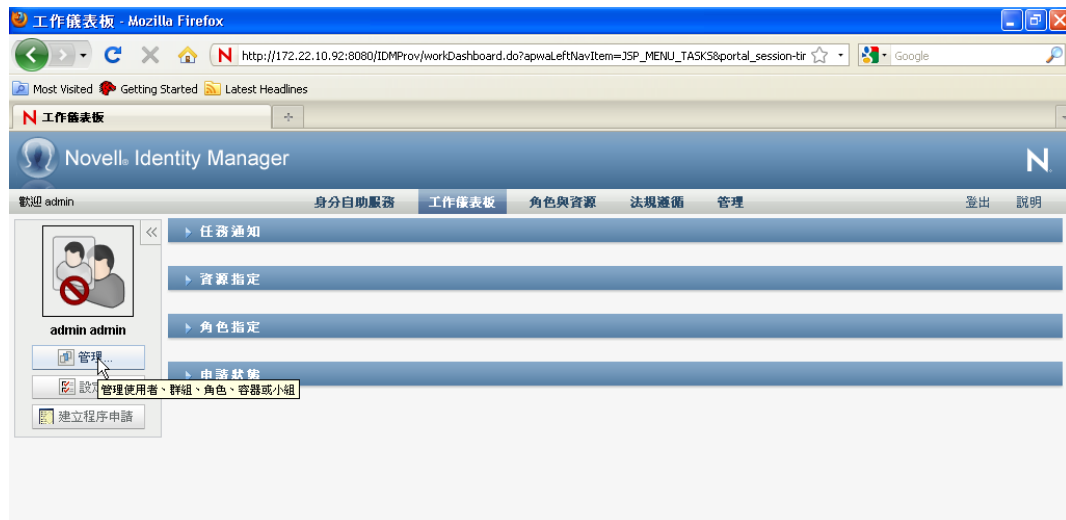 工作儀表板 - Mozilla Firefox
http://172.22.10.92:8080/IDMProv/workDashboard.do?apwaLeftNavItem=JSP_MENU_TASKS&portal_session-tir
Google
Most Visited Getting Started Latest Headlines
工作儀表板
Novell® Identity Manager
N
歡迎 admin 身分自助服務 工作儀表板 角色與資源 法規遵循 管理 登出 說明
任務通知
資源指定
admin admin
角色指定
管理...
申請狀態
設定
管理使用者、群組、角色、容器或小組
建立程序申請